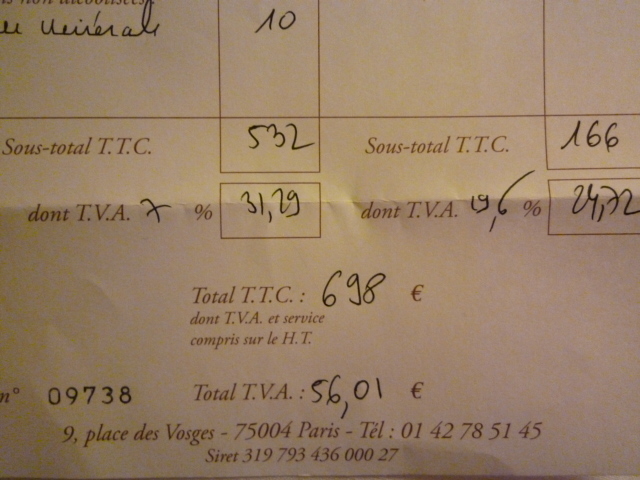 non alcoolisées
10
Sous-total T.T.C. 532 Sous-total T.T.C. 166
dont T.V.A. 7 % 31,29 dont T.V.A. 19,6 % 24,72
Total T.T.C. : 698 €
dont T.V.A. et service
compris sur le H.T.
n° 09738 Total T.V.A. : 56,01 €
9, place des Vosges - 75004 Paris - Tél : 01 42 78 51 45
Siret 319 793 436 000 27